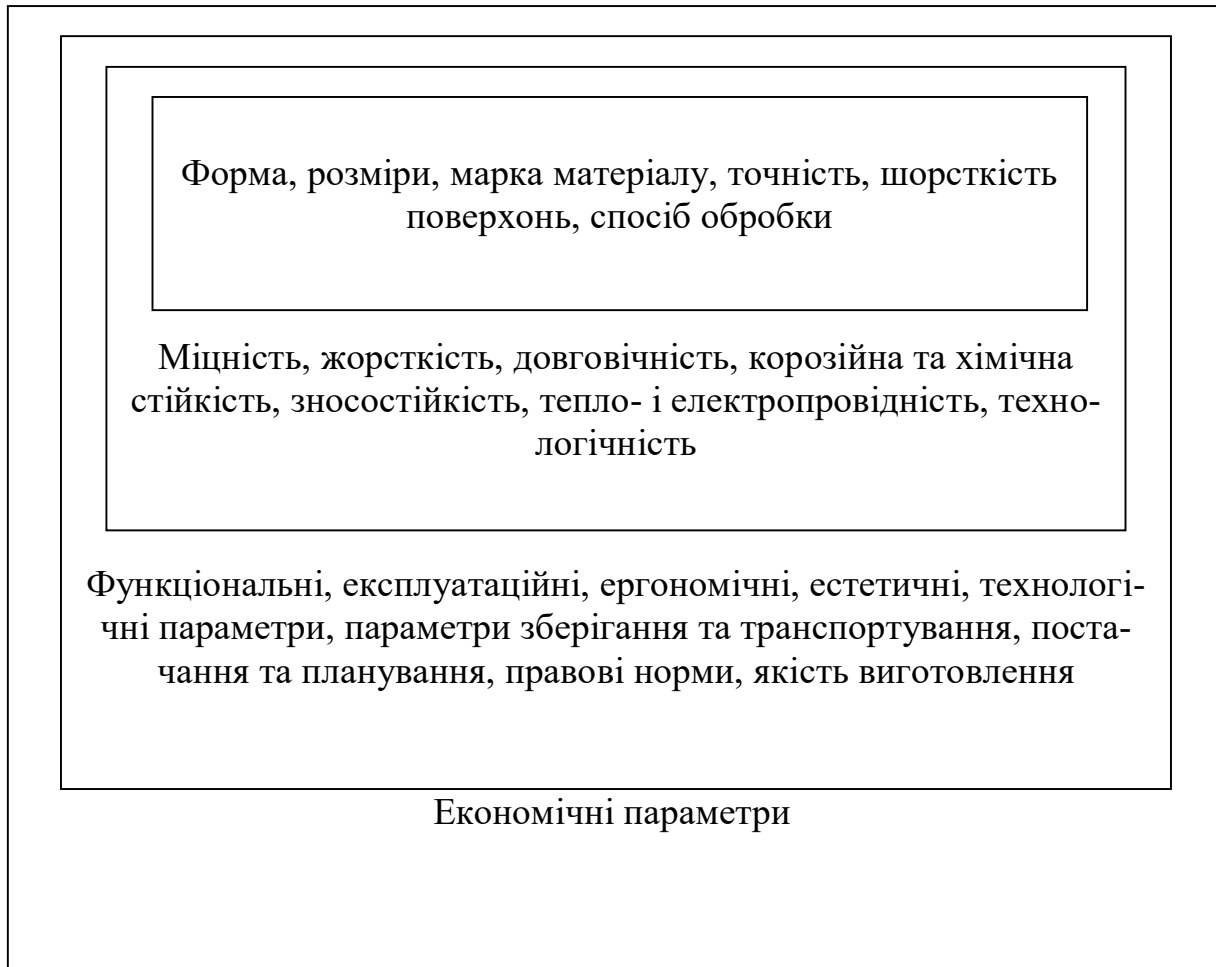 Форма, розміри, марка матеріалу, точність, шорсткість
поверхонь, спосіб обробки
Міцність, жорсткість, довговічність, корозійна та хімічна
стійкість, зносостійкість, тепло- і електропровідність, техно-
логічність
Функціональні, експлуатаційні, ергономічні, естетичні, технологі-
чні параметри, параметри зберігання та транспортування, поста-
чання та планування, правові норми, якість виготовлення
Економічні параметри